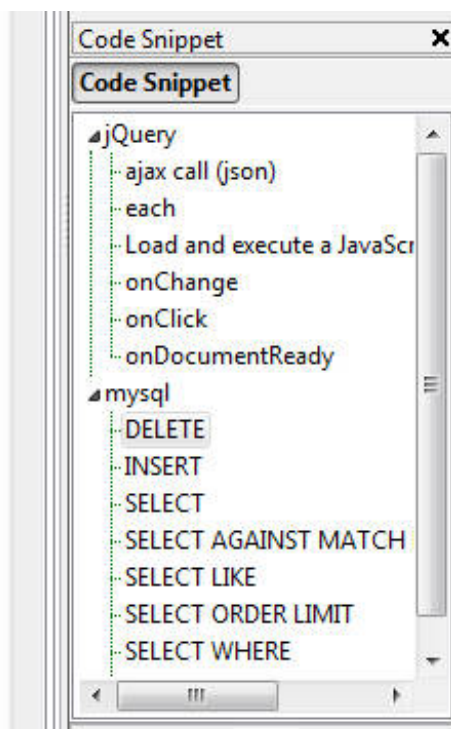 Code Snippet
Code Snippet
jQuery
ajax call (json)
each
Load and execute a JavaScr
onChange
onClick
onDocumentReady
mysql
DELETE
INSERT
SELECT
SELECT AGAINST MATCH
SELECT LIKE
SELECT ORDER LIMIT
SELECT WHERE